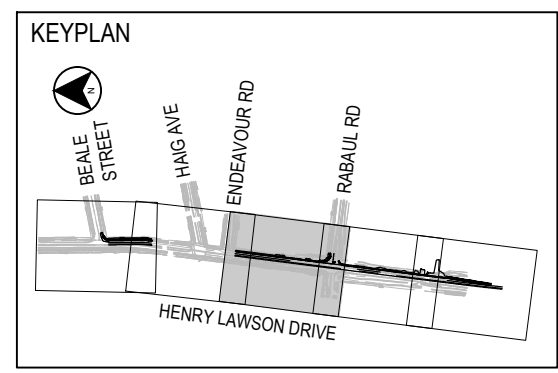 KEYPLAN
N
BEALE
STREET
HAIG AVE
ENDEAVOUR RD
RABAUL RD
HENRY LAWSON DRIVE